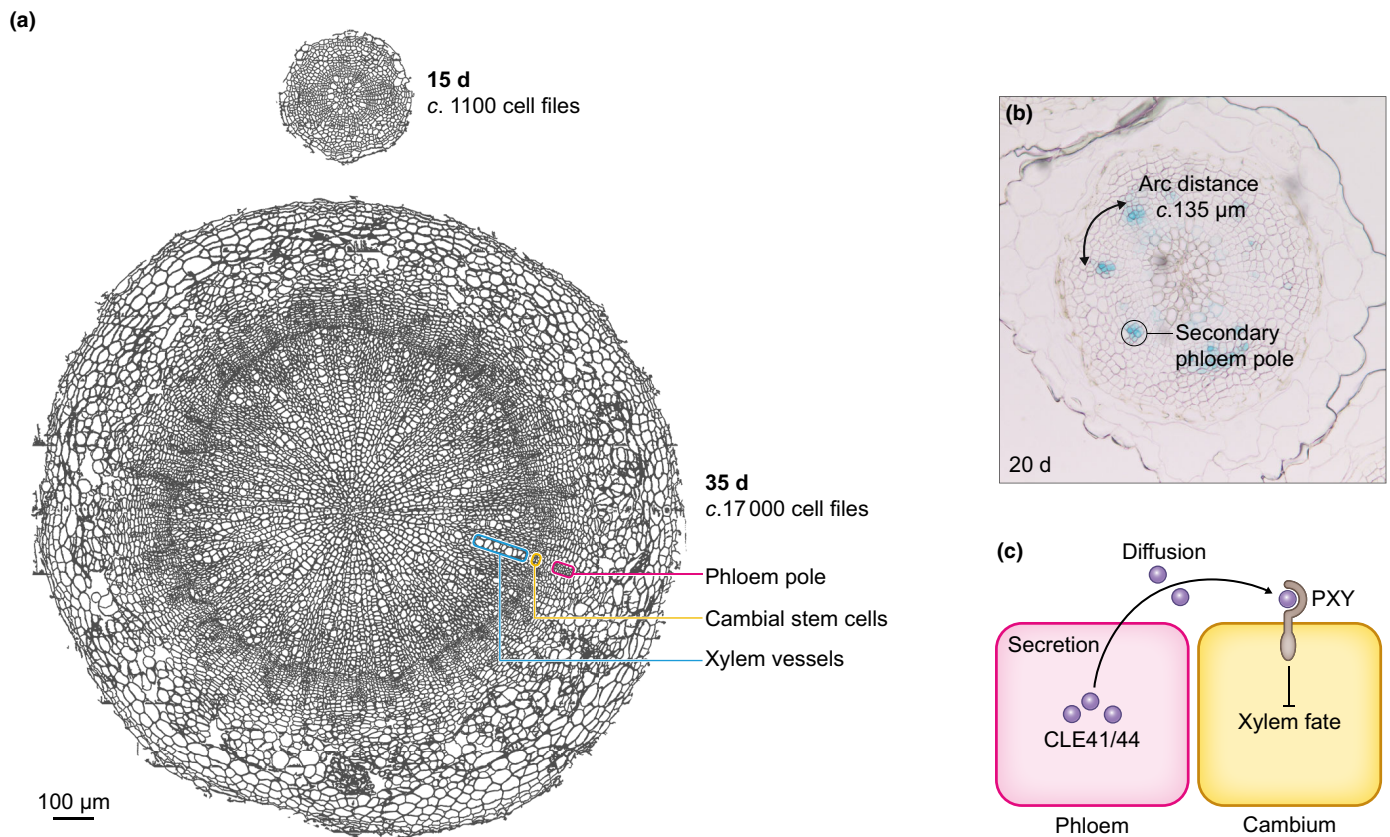 (a)
15 d
c. 1100 cell files
35 d
c.17 000 cell files
Phloem pole
Cambial stem cells
Xylem vessels
100 µm
(b)
Arc distance
c.135 µm
Secondary
phloem pole
20 d
(c)
Diffusion
PXY
Secretion
CLE41/44
Xylem fate
Phloem
Cambium